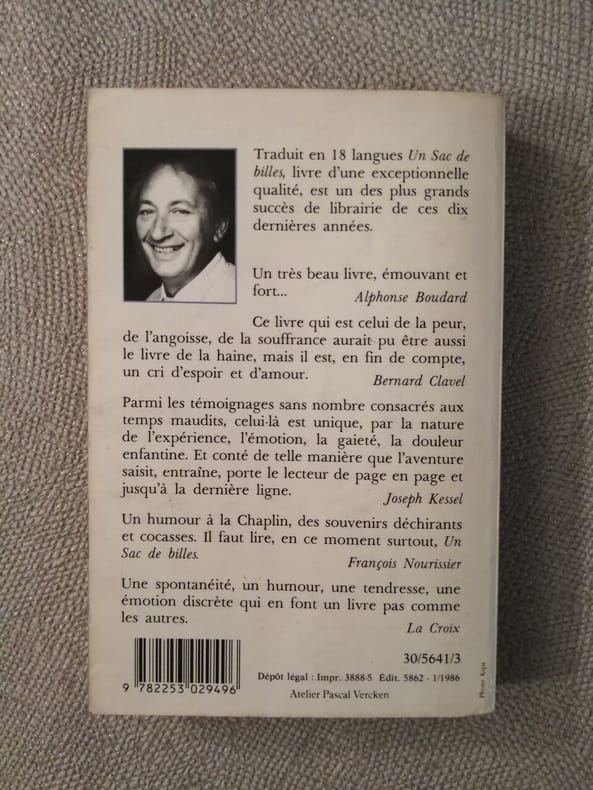 Traduit en 18 langues Un Sac de
billes, livre d'une exceptionnelle
qualité, est un des plus grands
succès de librairie de ces dix
dernières années.
Un très beau livre, émouvant et
fort...
Alphonse Boudard
Ce livre qui est celui de la peur,
de l'angoisse, de la souffrance aurait pu être aussi
le livre de la haine, mais il est, en fin de compte,
un cri d'espoir et d'amour.
Bernard Clavel
Parmi les témoignages sans nombre consacrés aux
temps maudits, celui-là est unique, par la nature
de l'expérience, l'émotion, la gaieté, la douleur
enfantine. Et conté de telle manière que l'aventure
saisit, entraîne, porte le lecteur de page en page et
jusqu'à la dernière ligne.
Joseph Kessel
Un humour à la Chaplin, des souvenirs déchirants
et cocasses. Il faut lire, en ce moment surtout, Un
Sac de billes.
François Nourissier
Une spontanéité, un humour, une tendresse, une
émotion discrète qui en font un livre pas comme
les autres.
La Croix
30/5641/3
Dépôt légal : Impr. 3888-5 Édit. 5862 - 1/1986
Atelier Pascal Vercken
9 782253 029496
Photo Kipa